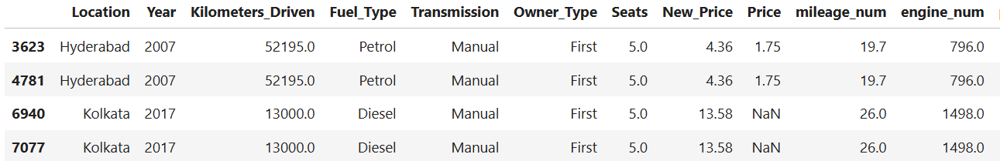 Location Year Kilometers_Driven Fuel_Type Transmission Owner_Type Seats New_Price Price mileage_num engine_num
3623 Hyderabad 2007 52195.0 Petrol Manual First 5.0 4.36 1.75 19.7 796.0
4781 Hyderabad 2007 52195.0 Petrol Manual First 5.0 4.36 1.75 19.7 796.0
6940 Kolkata 2017 13000.0 Diesel Manual First 5.0 13.58 NaN 26.0 1498.0
7077 Kolkata 2017 13000.0 Diesel Manual First 5.0 13.58 NaN 26.0 1498.0